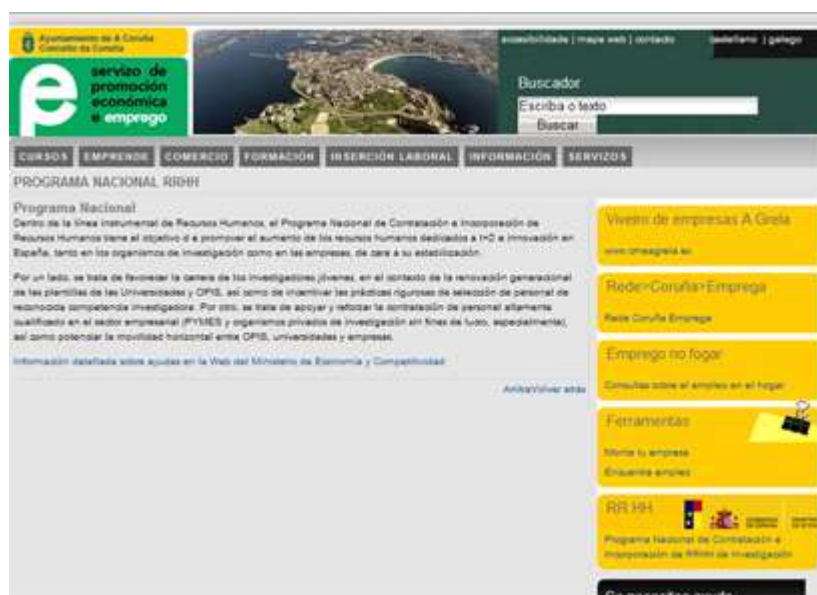 Ayuntamiento de A Coruña
Concello da Coruña
servizo de
promoción
económica
e emprego
accesibilidade | mapa web | contacto
castellano | galego
Buscador
Escriba o texto
Buscar
CURSOS EMPRENDE COMERCIO FORMACIÓN INSERCIÓN LABORAL INFORMACIÓN SERVIZOS
PROGRAMA NACIONAL RRHH
Programa Nacional
Dentro de la línea instrumental de Recursos Humanos, el Programa Nacional de Contratación e Incorporación de
Recursos Humanos tiene el objetivo d e promover el aumento de los recursos humanos dedicados a I+D e innovación en
España, tanto en los organismos de investigación como en las empresas, de cara a su estabilización.
Por un lado, se trata de favorecer la carrera de los investigadores jóvenes, en el contexto de la renovación generacional
de las plantillas de las Universidades y OPIS, así como de incentivar las prácticas rigurosas de selección de personal de
reconocida competencia investigadora. Por otro, se trata de apoyar y reforzar la contratación de personal altamente
cualificado en el sector empresarial (PYMES y organismos privados de investigación sin fines de lucro, especialmente),
así como potenciar la movilidad horizontal entre OPIS, universidades y empresas.
Información detallada sobre ayudas en la Web del Ministerio de Economía y Competitividad
Arriba Volver atrás
Viveiro de empresas A Grela
www.cmeagrela.es
Rede>Coruña>Emprega
Rede Coruña Emprega
Emprego no fogar
Consultas sobre el empleo en el hogar
Ferramentas
Monte tu empresa
Encuentre empleo
RR HH
Programa Nacional de Contratación e
Incorporación de RRHH de Investigación